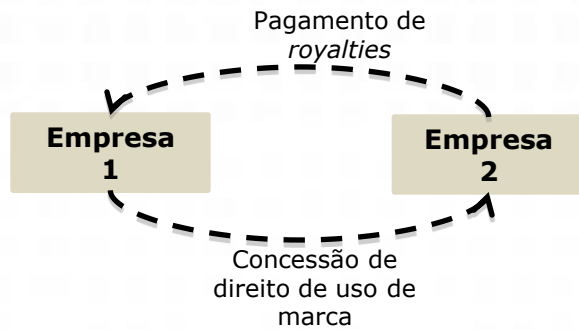 Pagamento de
royalties
Empresa
1
Empresa
2
Concessão de
direito de uso de
marca